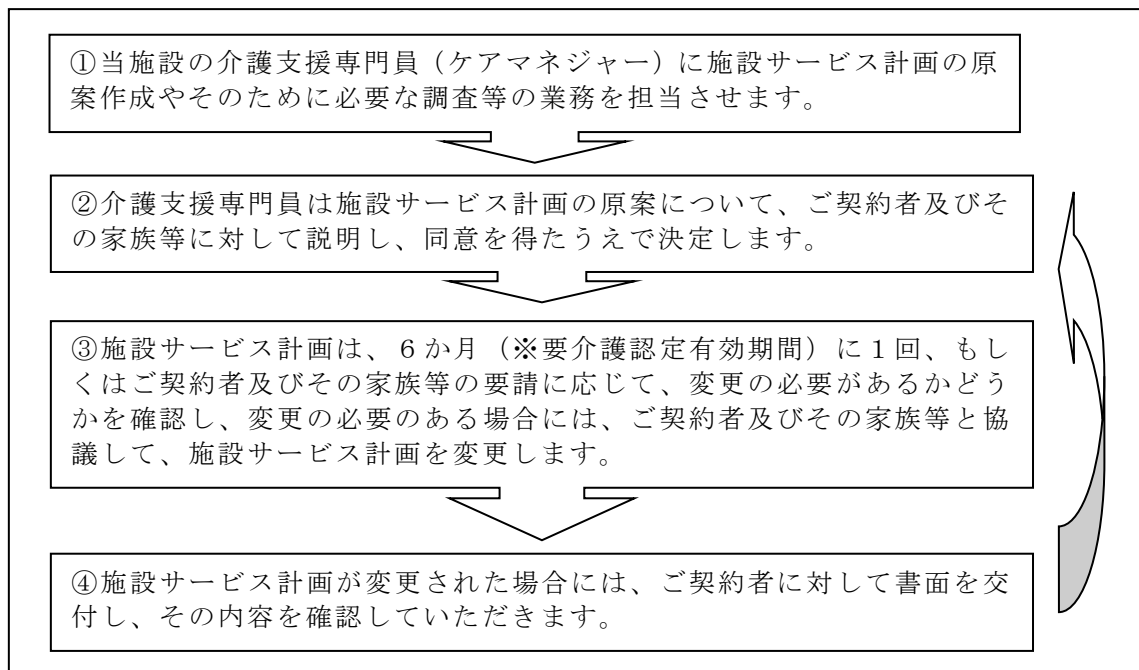 ①当施設の介護支援専門員（ケアマネジャー）に施設サービス計画の原
案作成やそのために必要な調査等の業務を担当させます。
②介護支援専門員は施設サービス計画の原案について、ご契約者及びそ
の家族等に対して説明し、同意を得たうえで決定します。
③施設サービス計画は、６か月（※要介護認定有効期間）に１回、もし
くはご契約者及びその家族等の要請に応じて、変更の必要があるかどう
かを確認し、変更の必要のある場合には、ご契約者及びその家族等と協
議して、施設サービス計画を変更します。
④施設サービス計画が変更された場合には、ご契約者に対して書面を交
付し、その内容を確認していただきます。